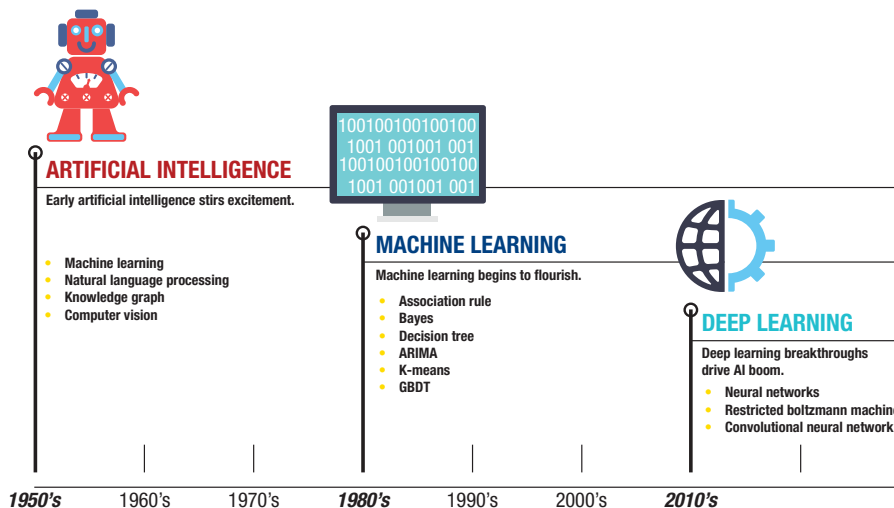 100100100100100
1001 001001 001
100100100100100
1001 001001 001
ARTIFICIAL INTELLIGENCE
Early artificial intelligence stirs excitement.
Machine learning
Natural language processing
Knowledge graph
Computer vision
MACHINE LEARNING
Machine learning begins to flourish.
Association rule
Bayes
Decision tree
ARIMA
K-means
GBDT
DEEP LEARNING
Deep learning breakthroughs
drive AI boom.
Neural networks
Restricted boltzmann machine
Convolutional neural network
1950's 1960's 1970's 1980's 1990's 2000's 2010's